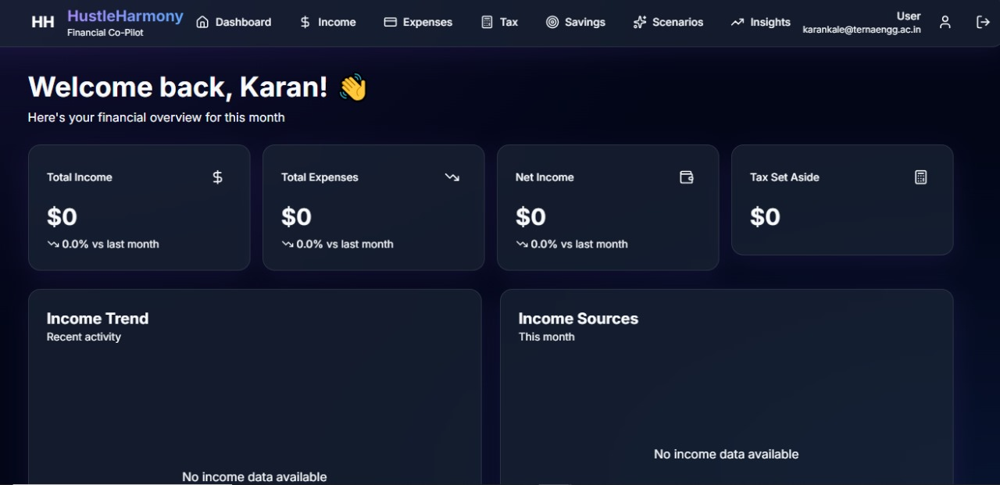 HH
HustleHarmony
Financial Co-Pilot
Dashboard
Income
Expenses
Tax
Savings
Scenarios
Insights
User
karankale@ternaengg.ac.in
Welcome back, Karan! 👋
Here's your financial overview for this month
Total Income
$0
0.0% vs last month
Total Expenses
$0
0.0% vs last month
Net Income
$0
0.0% vs last month
Tax Set Aside
$0
Income Trend
Recent activity
No income data available
Income Sources
This month
No income data available